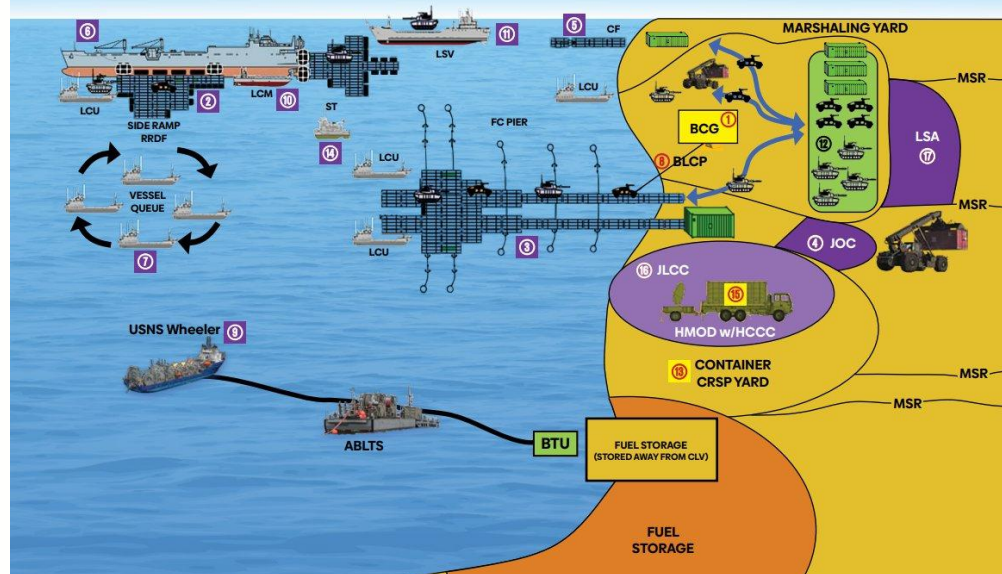 ⑥
LCU
②
SIDE RAMP
RRDF
LCM
⑩
ST
⑭
LSV
⑪
⑤
CF
LCU
VESSEL
QUEUE
⑦
FC PIER
LCU
LCU
③
MARSHALING YARD
BCG
①
⑧ BLCP
⑫
LSA
⑰
MSR
MSR
④ JOC
⑯ JLCC
⑮
HMOD w/HCCC
⑬ CONTAINER
CRSP YARD
MSR
MSR
USNS Wheeler ⑨
ABLTS
BTU
FUEL STORAGE
(STORED AWAY FROM CLV)
FUEL
STORAGE